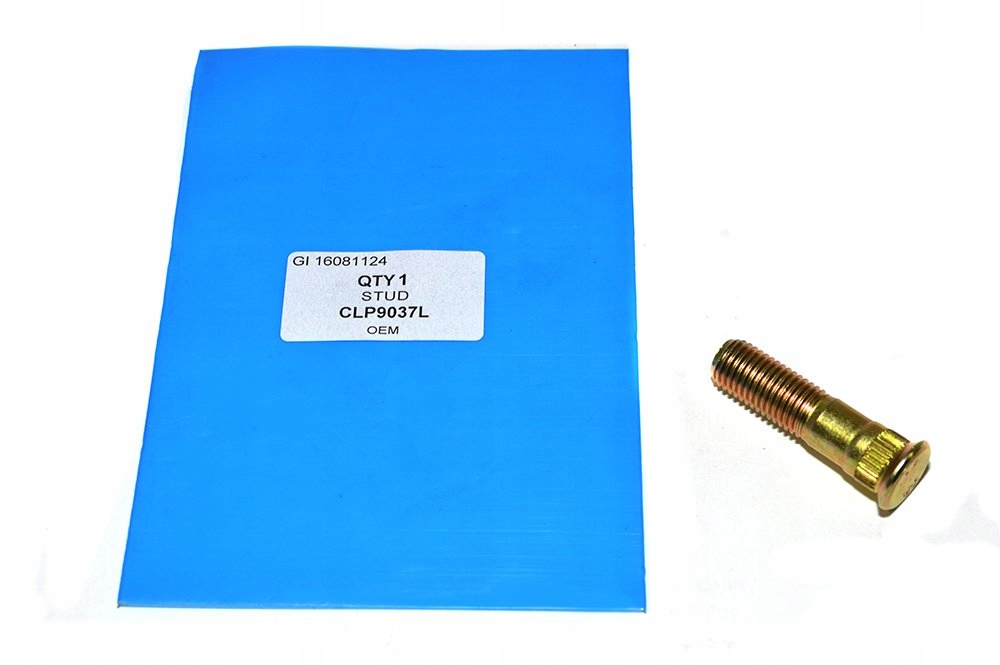 GI 16081124
QTY 1
STUD
CLP9037L
OEM